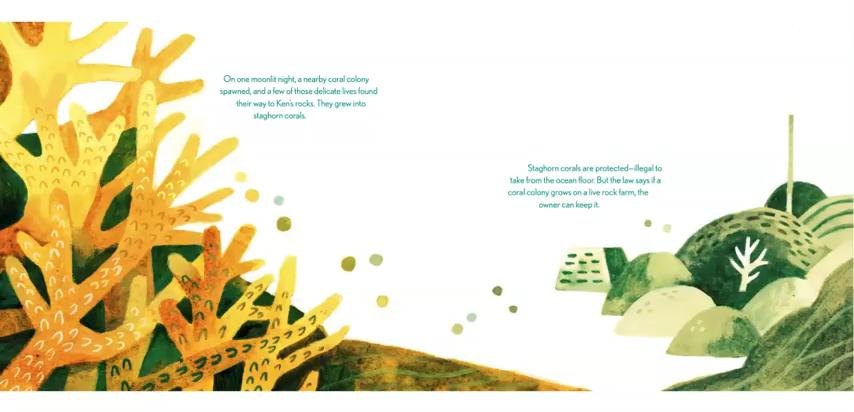 On one moonlit night, a nearby coral colony
spawned, and a few of those delicate lives found
their way to Ken's rocks. They grew into
staghorn corals.
Staghorn corals are protected—illegal to
take from the ocean floor. But the law says if a
coral colony grows on a live rock farm, the
owner can keep it.